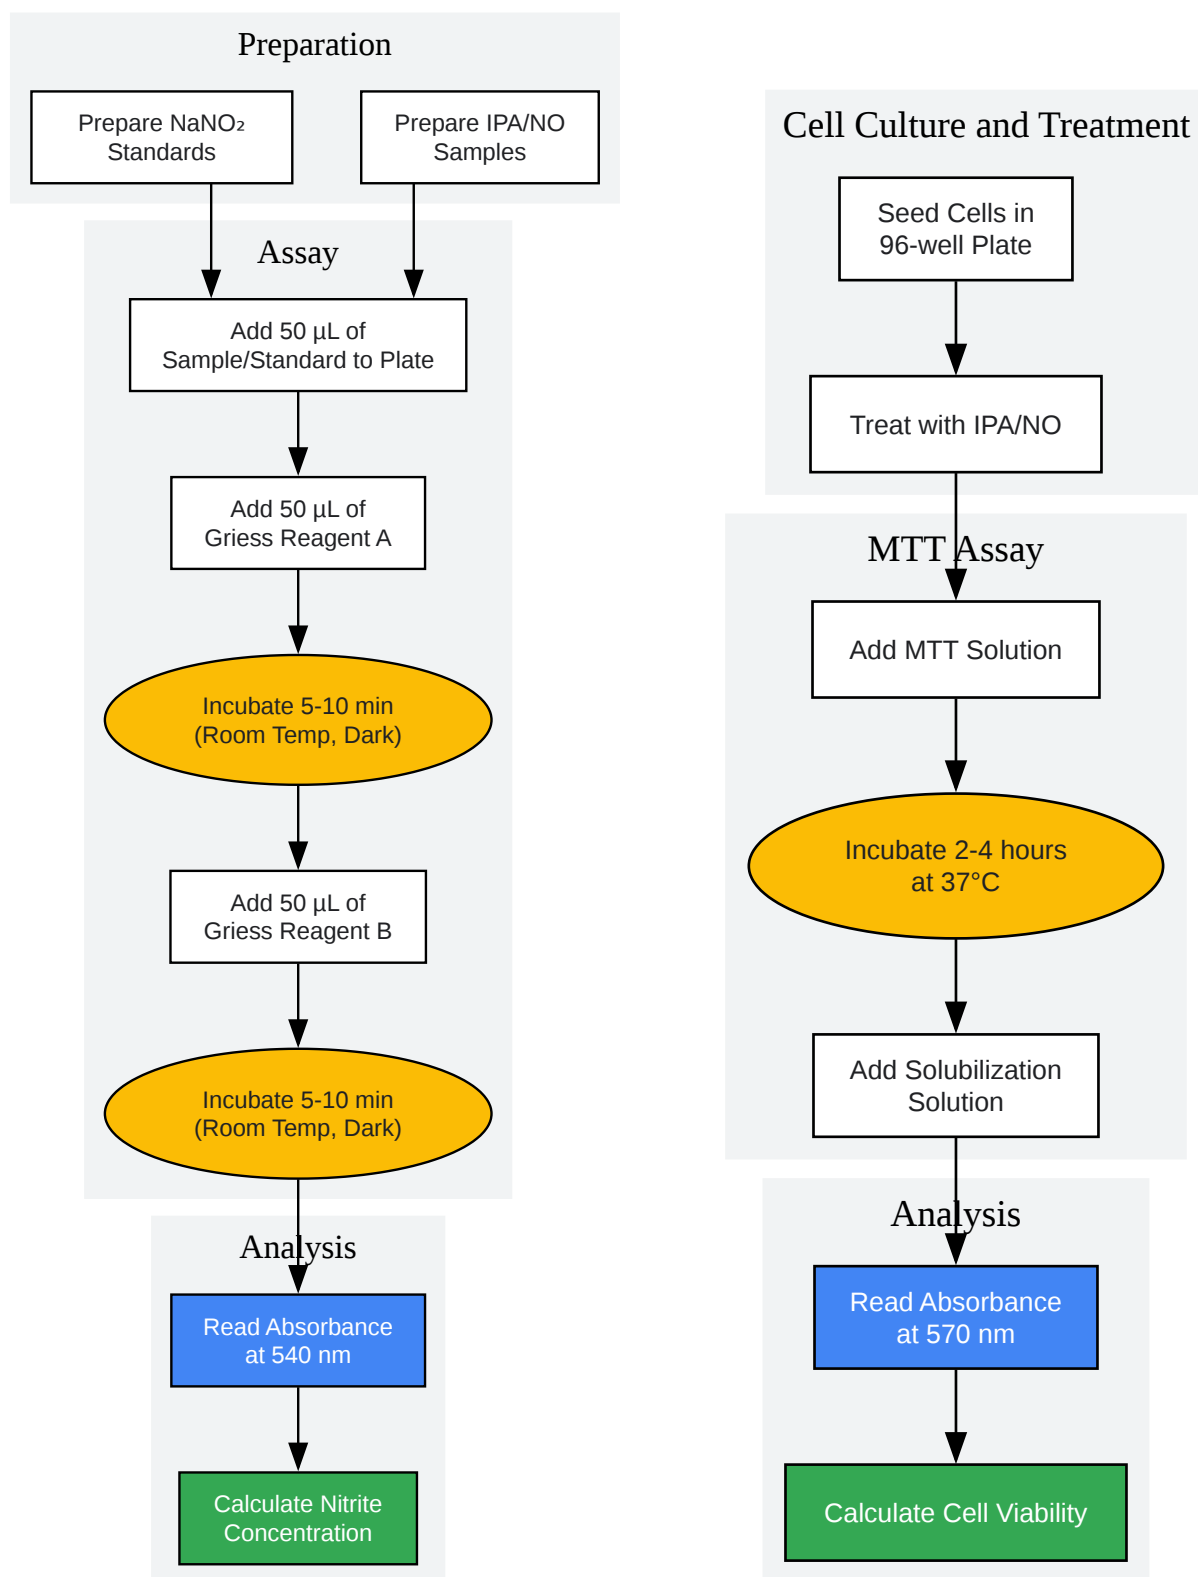 Preparation
Prepare NaNO₂
Standards
Prepare IPA/NO
Samples
Assay
Add 50 µL of
Sample/Standard to Plate
Add 50 µL of
Griess Reagent A
Incubate 5-10 min
(Room Temp, Dark)
Add 50 µL of
Griess Reagent B
Incubate 5-10 min
(Room Temp, Dark)
Analysis
Read Absorbance
at 540 nm
Calculate Nitrite
Concentration
Cell Culture and Treatment
Seed Cells in
96-well Plate
Treat with IPA/NO
MTT Assay
Add MTT Solution
Incubate 2-4 hours
at 37°C
Add Solubilization
Solution
Analysis
Read Absorbance
at 570 nm
Calculate Cell Viability